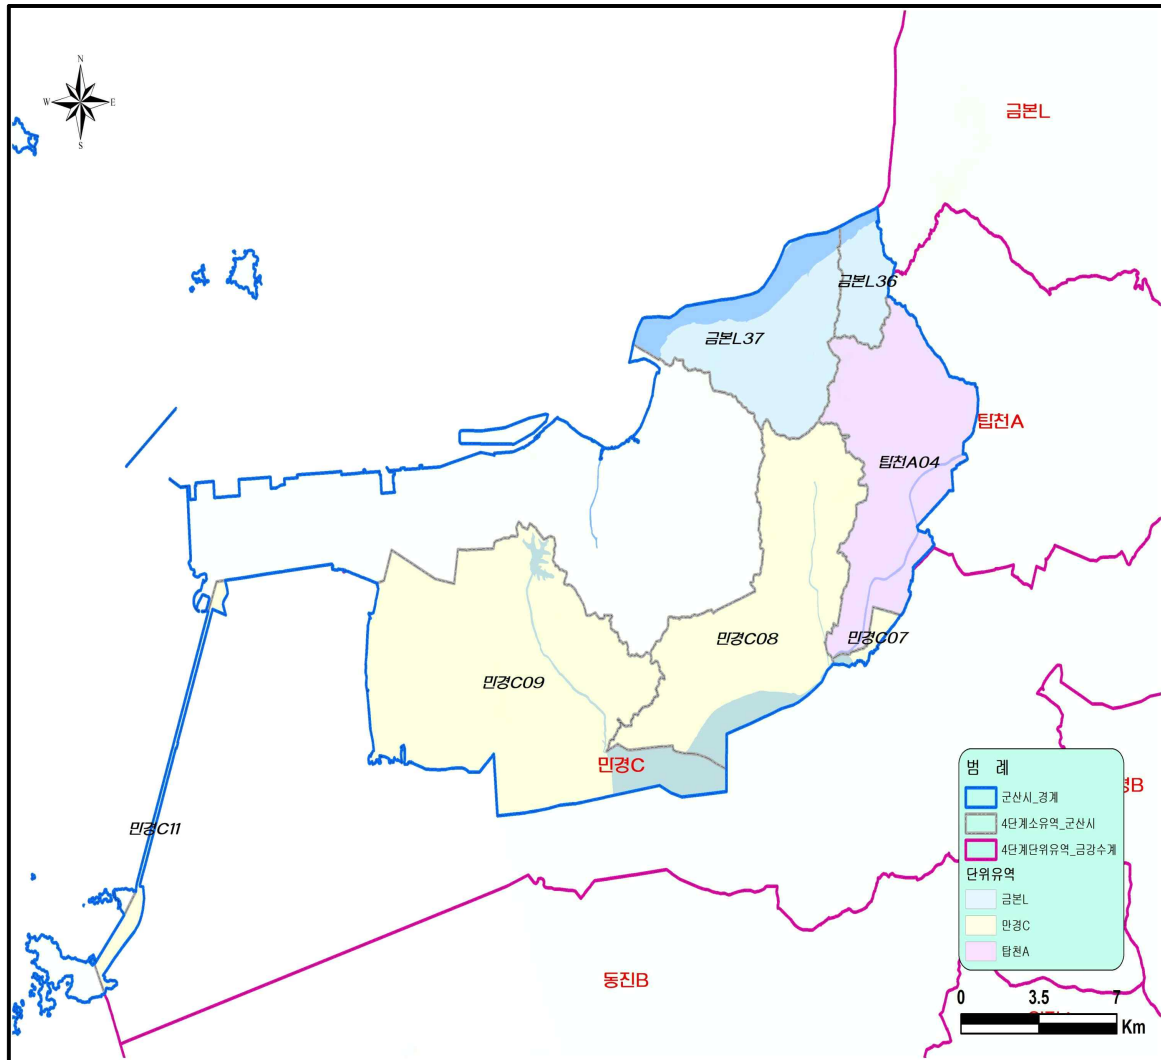 N
W
E
S
금본L
금본L36
금본L37
탑천A
탑천A04
만경C08
만경C07
만경C09
만경C
만경C11
동진B
경B
범 례
군산시_경계
4단계소유역_군산시
4단계단위유역_금강수계
단위유역
금본L
만경C
탑천A
0
3.5
7
Km